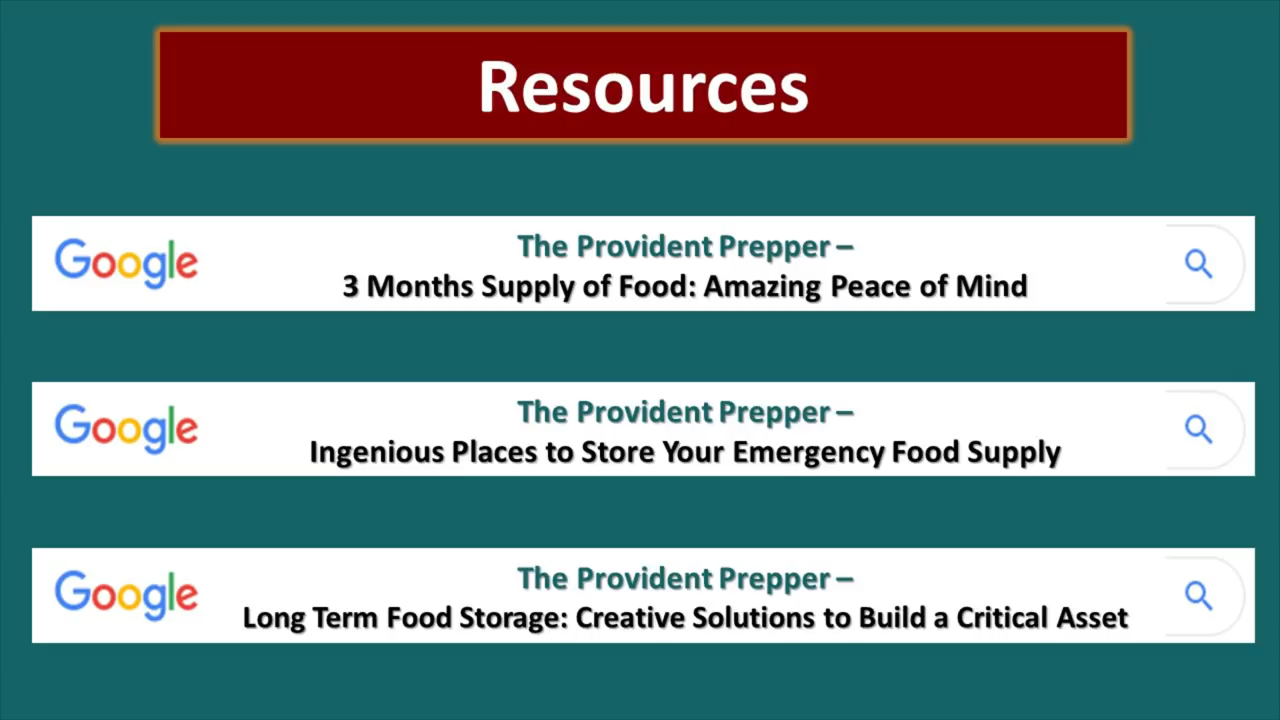 Resources
Google
The Provident Prepper –
3 Months Supply of Food: Amazing Peace of Mind
Google
The Provident Prepper –
Ingenious Places to Store Your Emergency Food Supply
Google
The Provident Prepper –
Long Term Food Storage: Creative Solutions to Build a Critical Asset